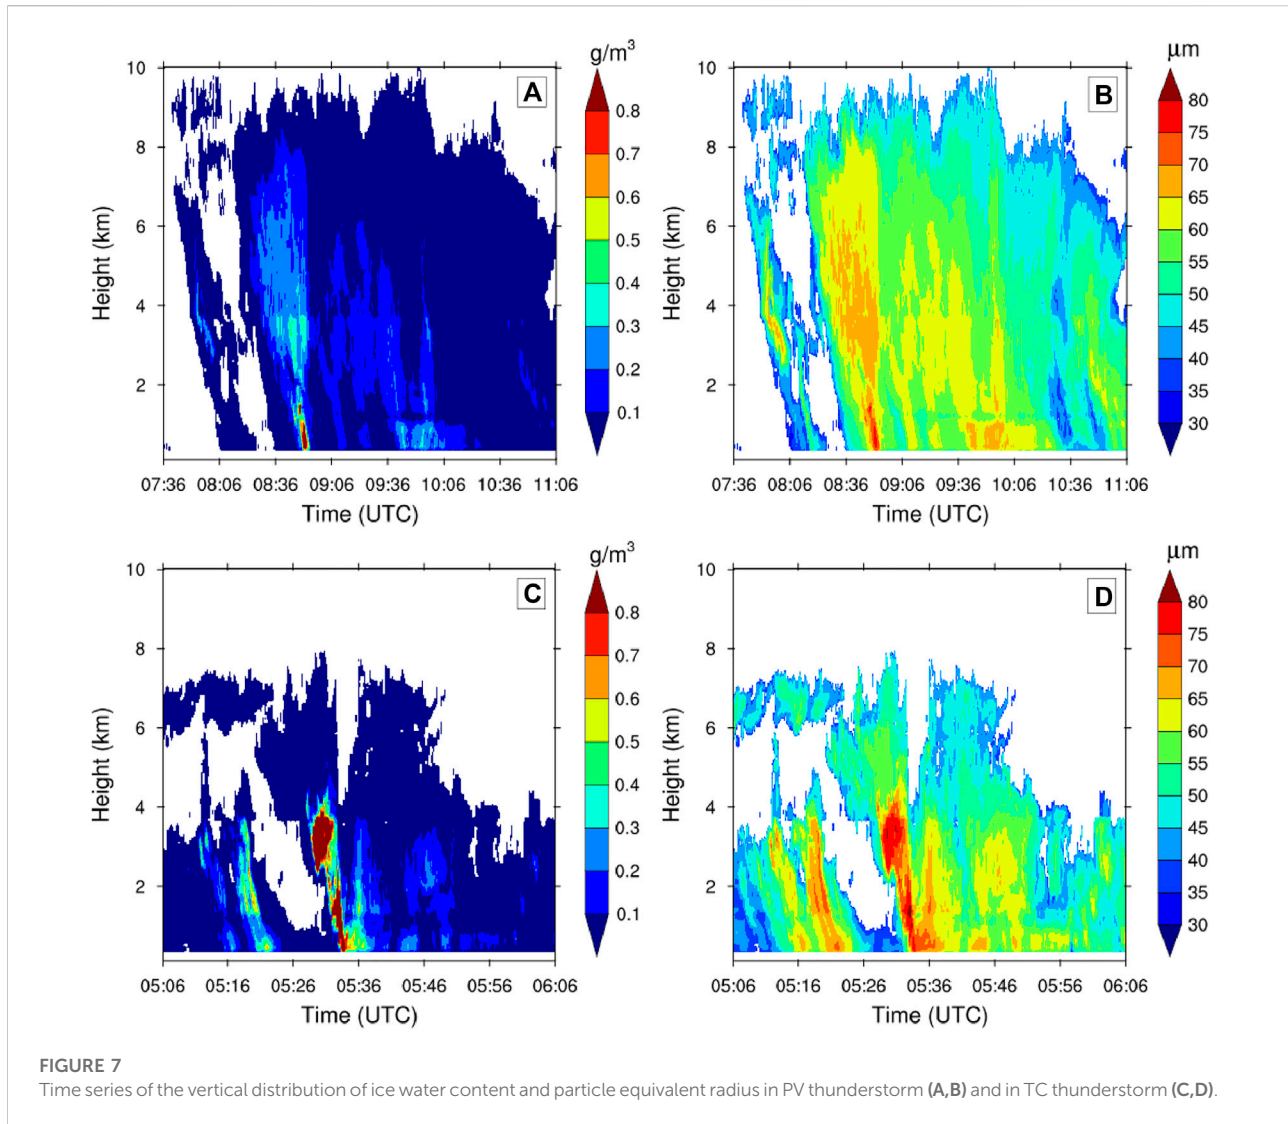 g/m³
10
8
6
4
2
Height (km)
A
0.8
0.7
0.6
0.5
0.4
0.3
0.2
0.1
07:36 08:06 08:36 09:06 09:36 10:06 10:36 11:06
Time (UTC)
μm
10
8
6
4
2
Height (km)
B
80
75
70
65
60
55
50
45
40
35
30
07:36 08:06 08:36 09:06 09:36 10:06 10:36 11:06
Time (UTC)
g/m³
10
8
6
4
2
Height (km)
C
0.8
0.7
0.6
0.5
0.4
0.3
0.2
0.1
05:06 05:16 05:26 05:36 05:46 05:56 06:06
Time (UTC)
μm
10
8
6
4
2
Height (km)
D
80
75
70
65
60
55
50
45
40
35
30
05:06 05:16 05:26 05:36 05:46 05:56 06:06
Time (UTC)
FIGURE 7
Time series of the vertical distribution of ice water content and particle equivalent radius in PV thunderstorm (A,B) and in TC thunderstorm (C,D).